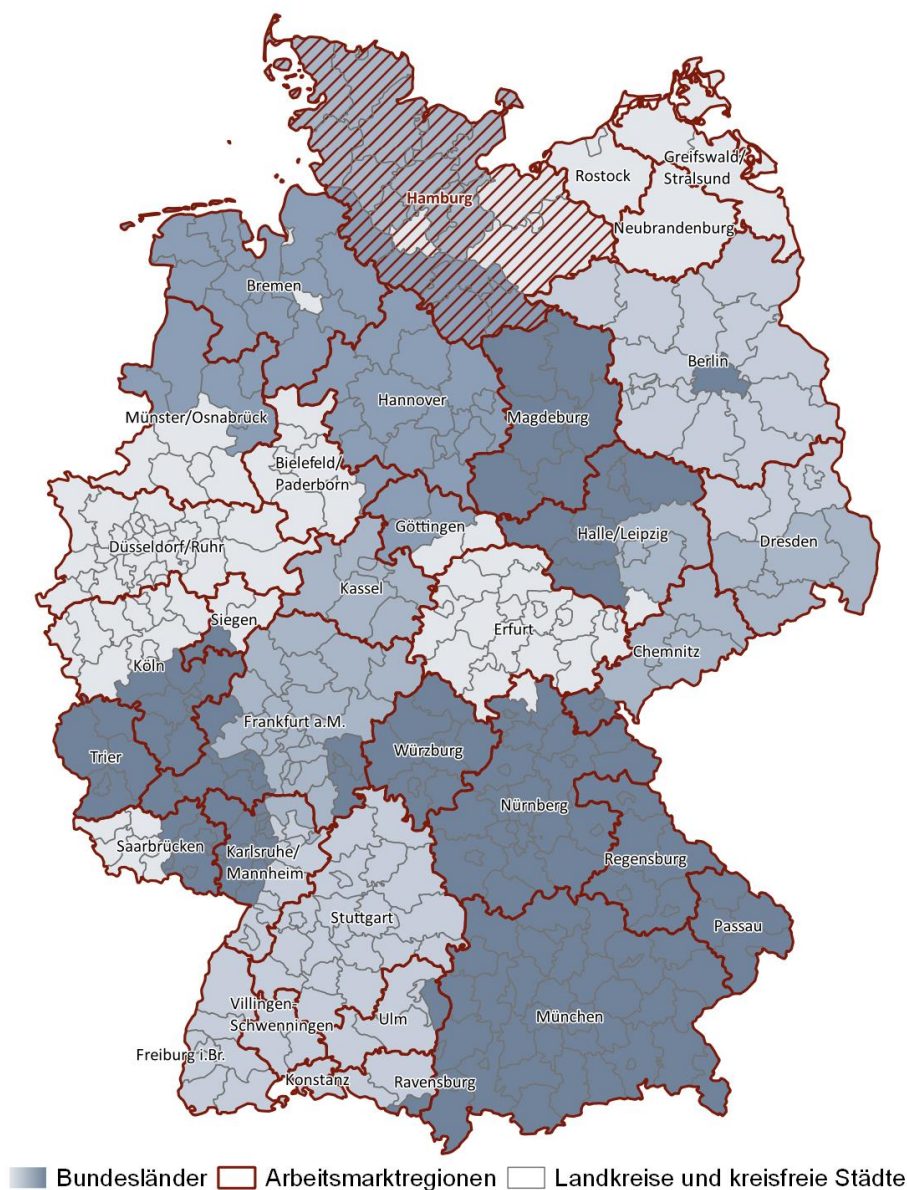 Greifswald/
Stralsund
Rostock
Hamburg
Neubrandenburg
Bremen
Berlin
Hannover
Münster/Osnabrück
Magdeburg
Bielefeld/
Paderborn
Göttingen
Halle/Leipzig
Düsseldorf/Ruhr
Dresden
Kassel
Siegen
Erfurt
Chemnitz
Köln
Frankfurt a.M.
Trier
Würzburg
Nürnberg
Saarbrücken
Karlsruhe/
Mannheim
Regensburg
Stuttgart
Passau
Villingen-
Schwenningen
Ulm
München
Freiburg i.Br.
Konstanz
Ravensburg
Bundesländer Arbeitsmarktregionen Landkreise und kreisfreie Städte